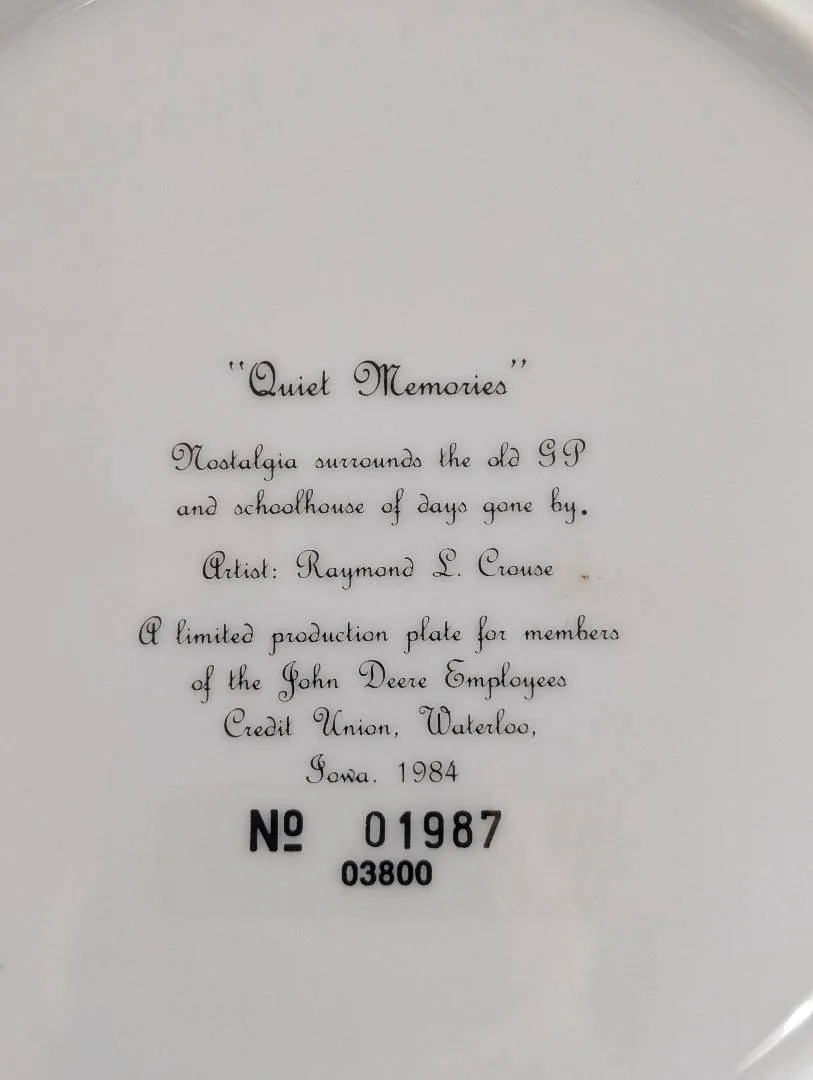 "Quiet Memories"
Nostalgia surrounds the old GP
and schoolhouse of days gone by.
Artist: Raymond L. Crouse
A limited production plate for members
of the John Deere Employees
Credit Union, Waterloo,
Iowa. 1984
Nº 01987
03800